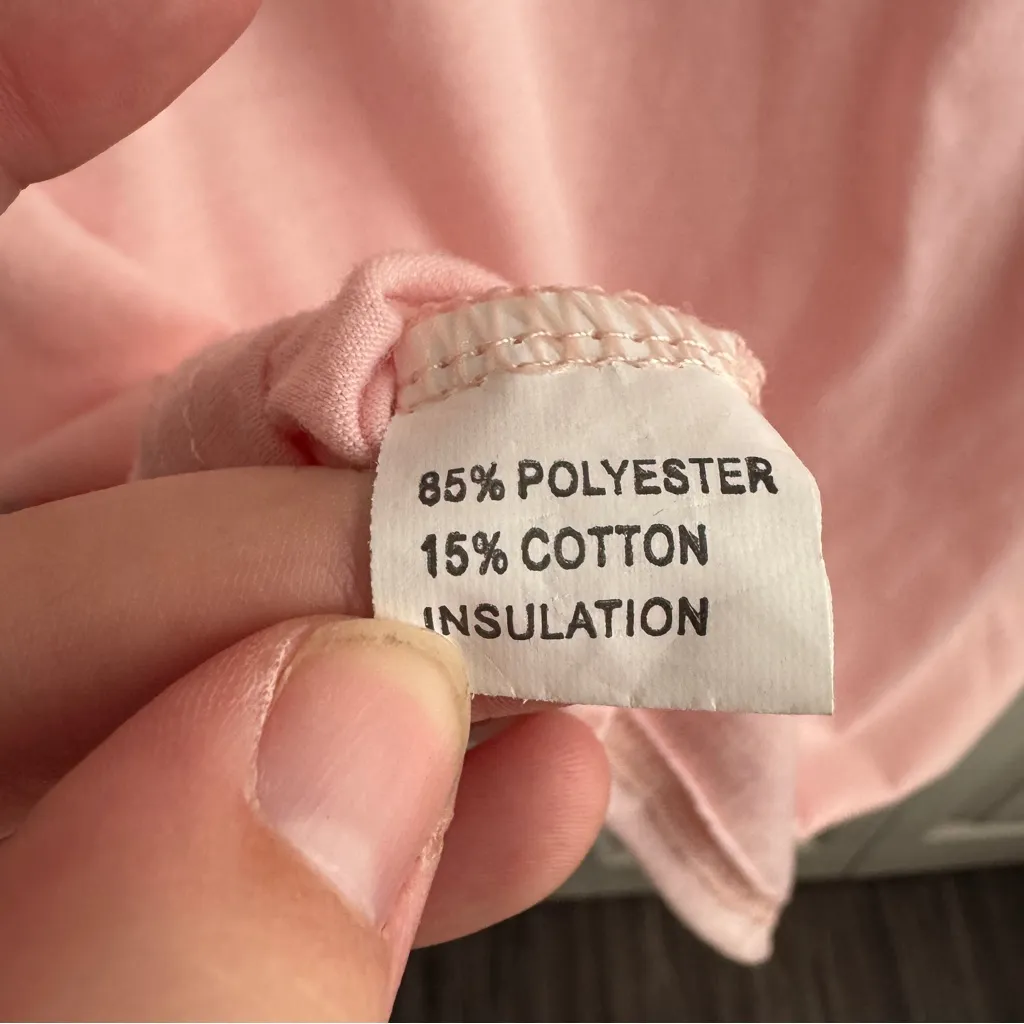 85% POLYESTER
15% COTTON
INSULATION